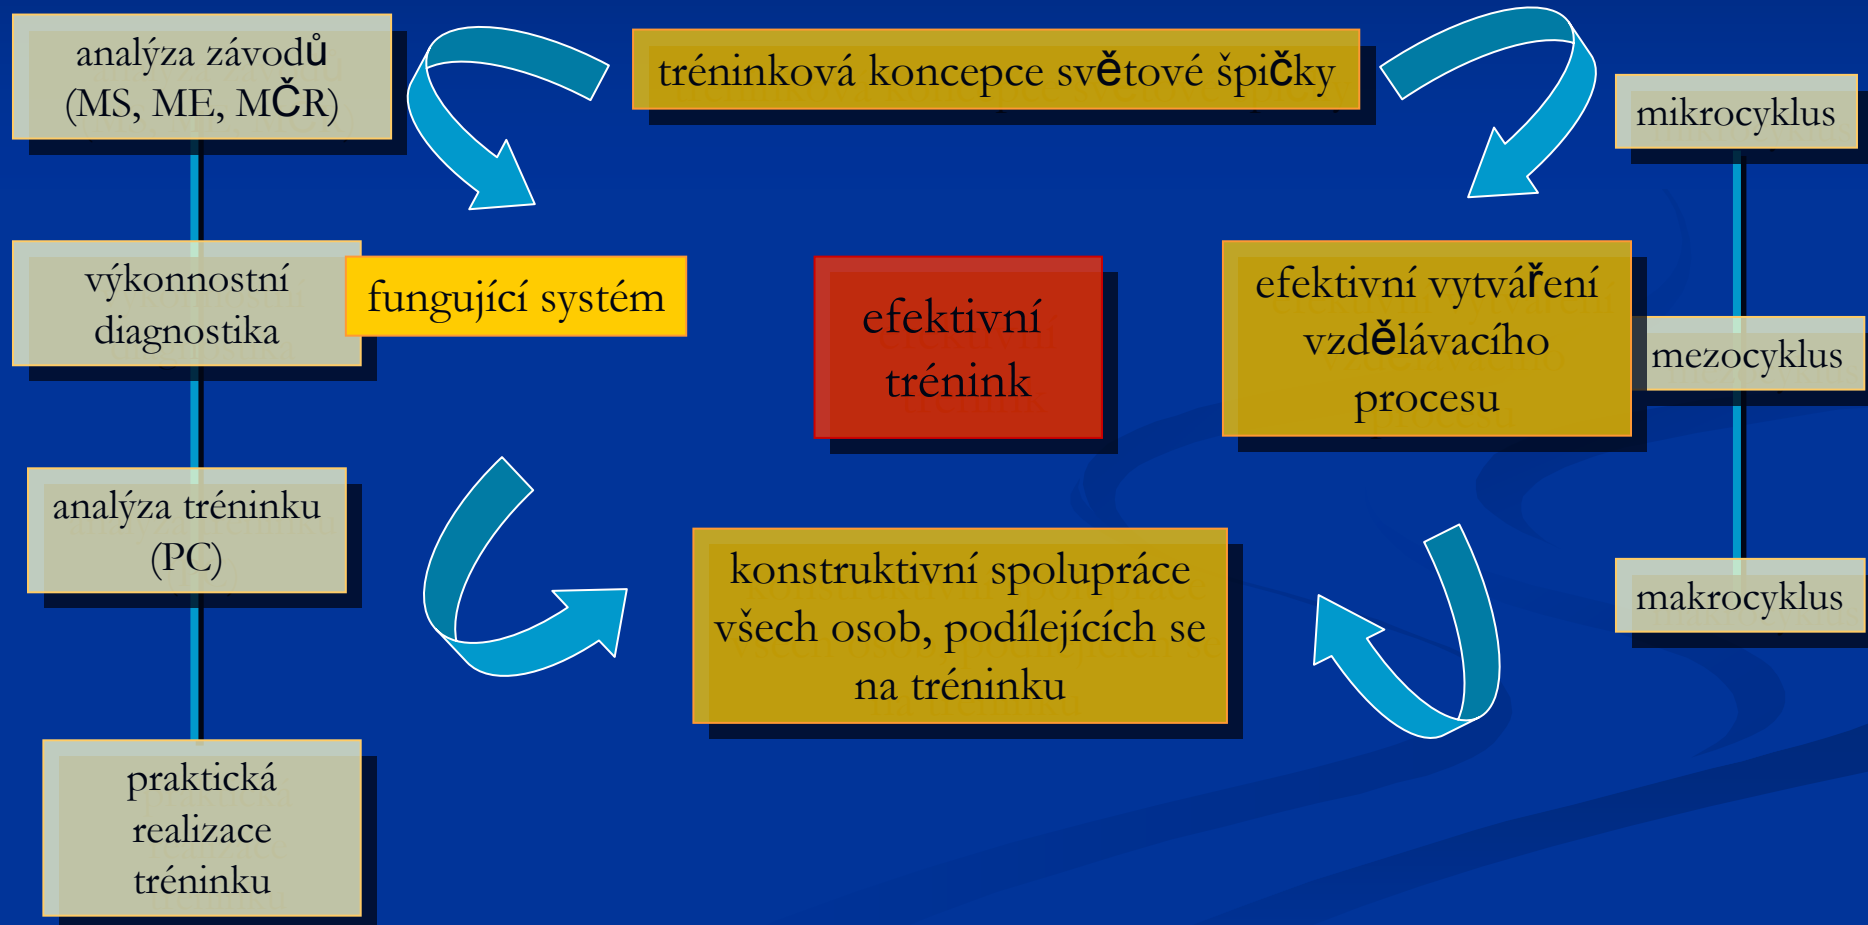 analýza závodů
(MS, ME, MČR)
tréninková koncepce světové špičky
mikrocyklus
výkonnostní
diagnostika
fungující systém
efektivní
trénink
efektivní vytváření
vzdělávacího
procesu
mezocyklus
analýza tréninku
(PC)
konstruktivní spolupráce
všech osob, podílejících se
na tréninku
makrocyklus
praktická
realizace
tréninku